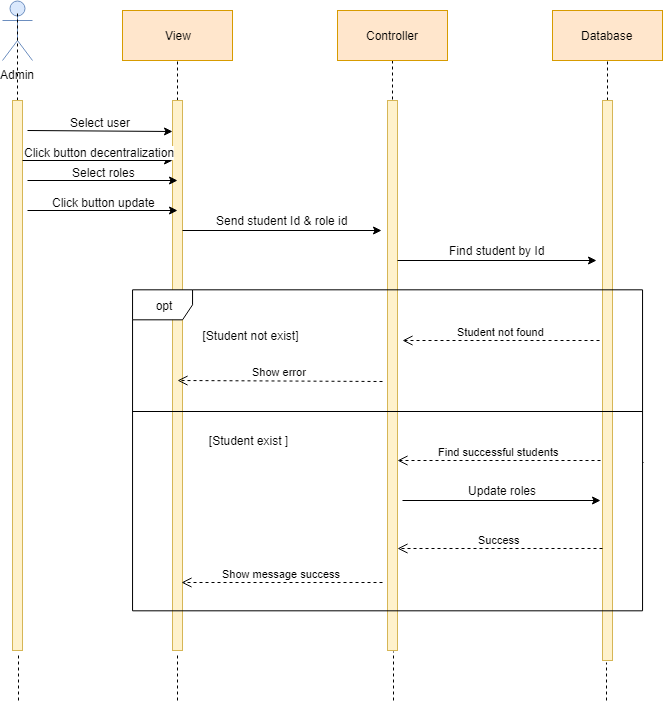 View
Controller
Database
Admin
Select user
Click button decentralization
Select roles
Click button update
Send student Id & role id
Find student by Id
opt
[Student not exist]
Student not found
Show error
[Student exist ]
Find successful students
Update roles
Success
Show message success